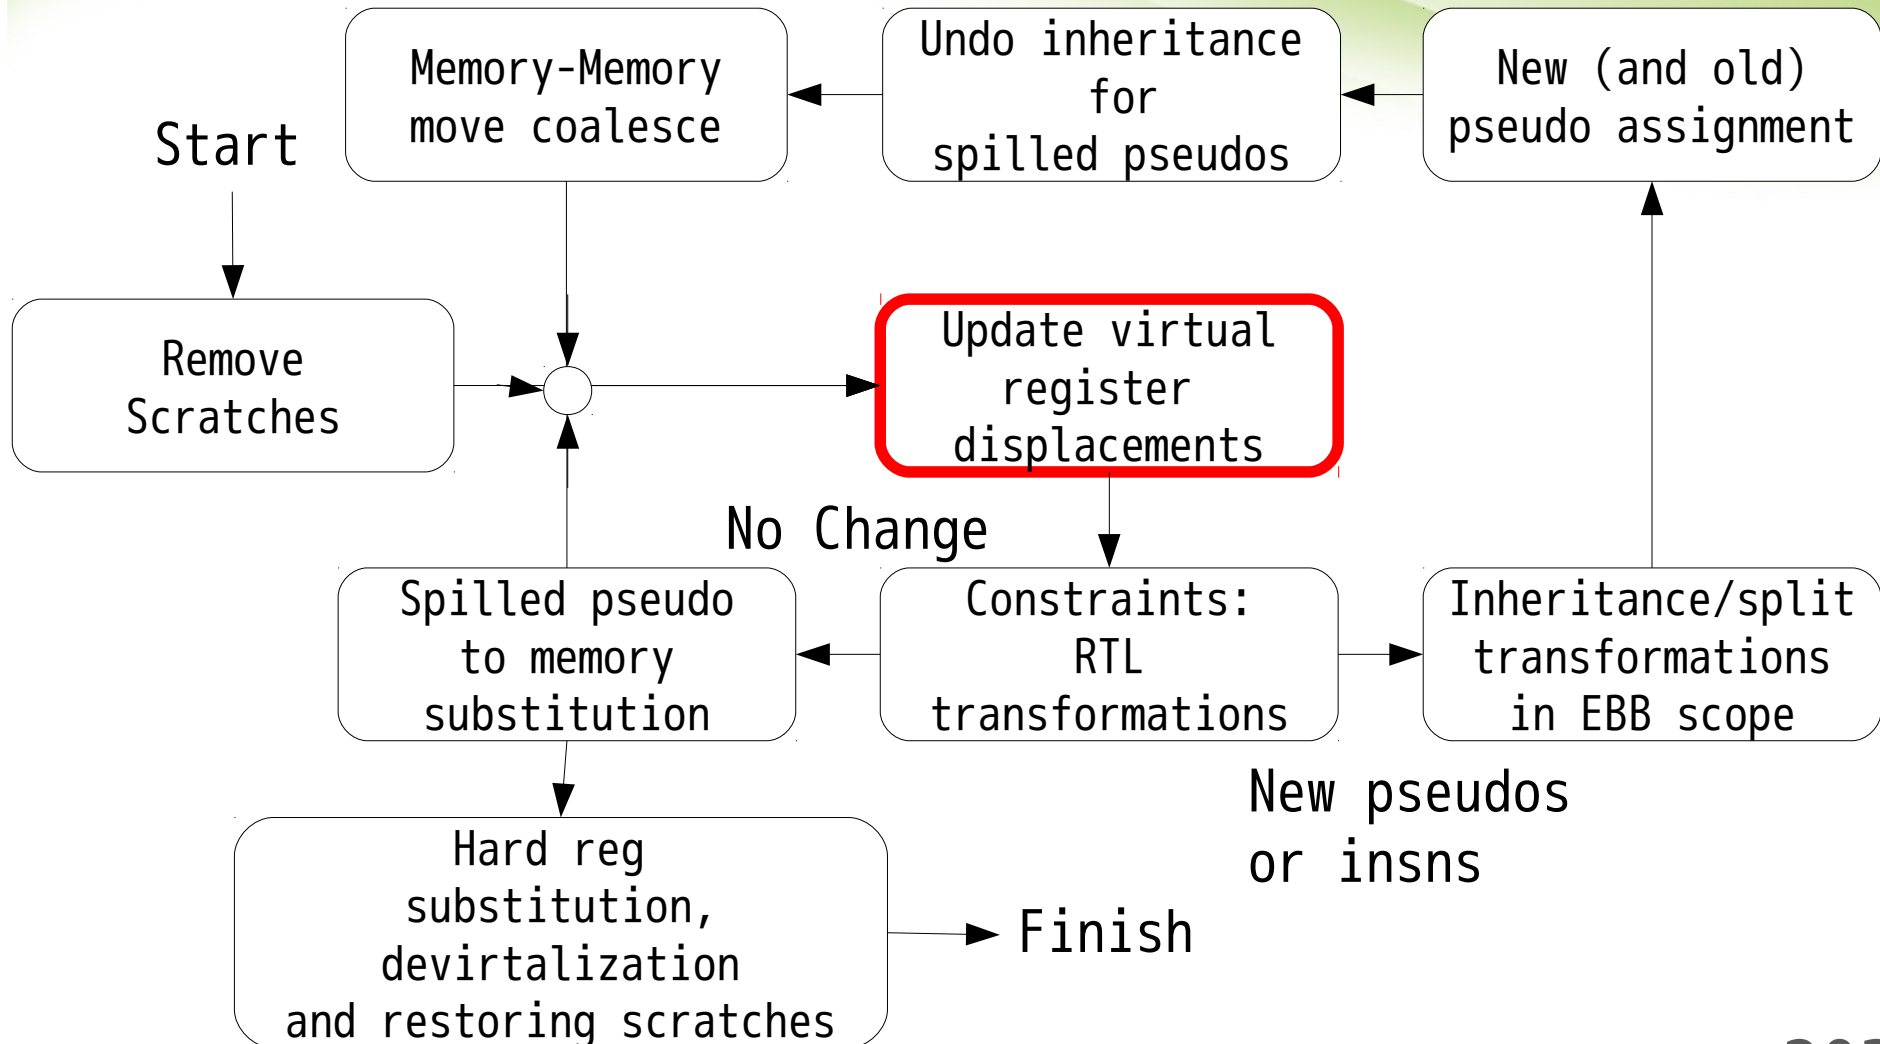 Memory-Memory
move coalesce
Undo inheritance
for
spilled pseudos
New (and old)
pseudo assignment
Start
Remove
Scratches
Update virtual
register
displacements
No Change
Spilled pseudo
to memory
substitution
Constraints:
RTL
transformations
Inheritance/split
transformations
in EBB scope
New pseudos
or insns
Hard reg
substitution,
devirtalization
and restoring scratches
Finish